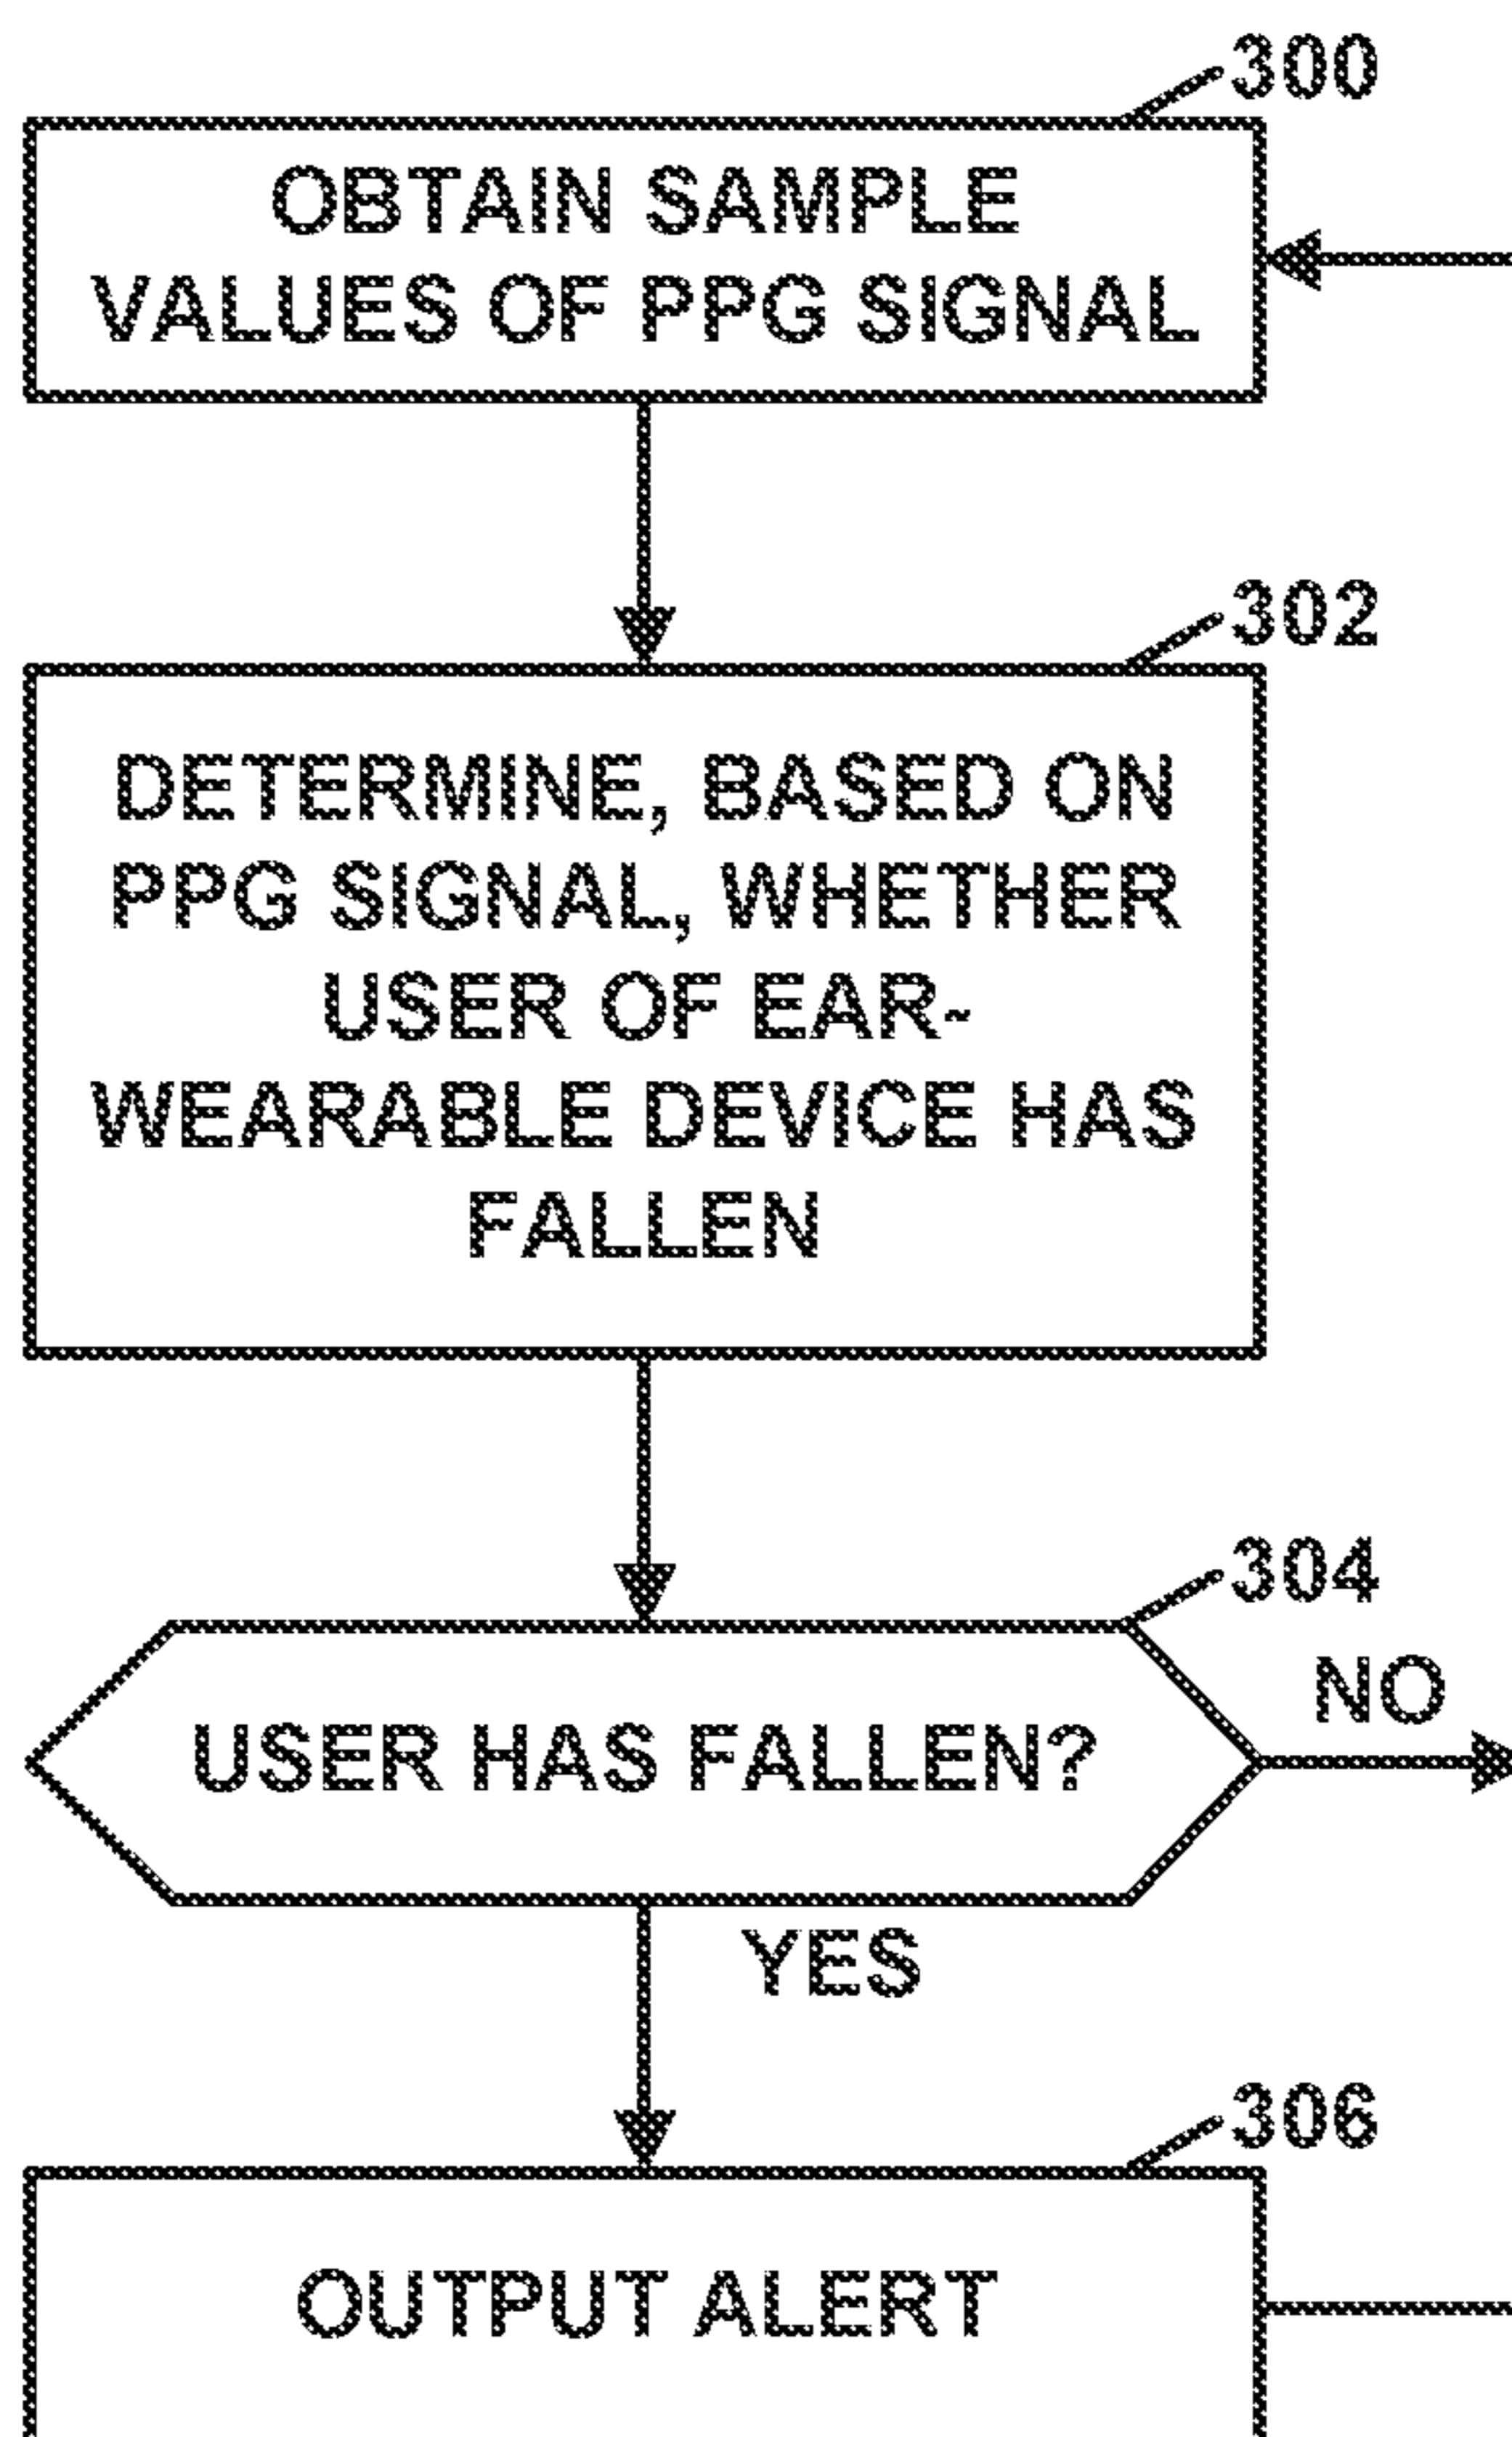 300
OBTAIN SAMPLE
VALUES OF PPG SIGNAL
302
DETERMINE, BASED ON
PPG SIGNAL, WHETHER
USER OF EAR-
WEARABLE DEVICE HAS
FALLEN
304
NO
USER HAS FALLEN?
YES
306
OUTPUT ALERT